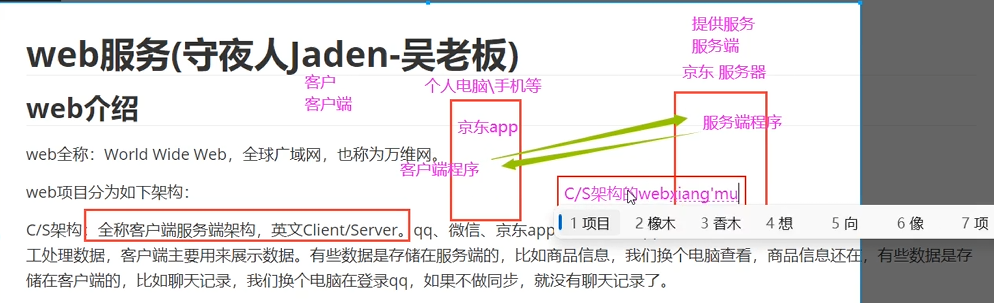 提供服务
服务端
web服务(守夜人Jaden-吴老板)
京东 服务器
客户
个人电脑\手机等
客户端
web介绍
京东app
服务端程序
web全称：World Wide Web，全球广域网，也称为万维网。
客户端程序
web项目分为如下架构：
C/S架构的webxiang'mu
1 项目 2 橡木 3 香木 4 想 5 向 6 像 7 项
C/S架构：全称客户端服务端架构，英文Client/Server。qq、微信、京东app
工处理数据，客户端主要用来展示数据。有些数据是存储在服务端的，比如商品信息，我们换个电脑查看，商品信息还在，有些数据是存
储在客户端的，比如聊天记录，我们换个电脑在登录qq，如果不做同步，就没有聊天记录了。